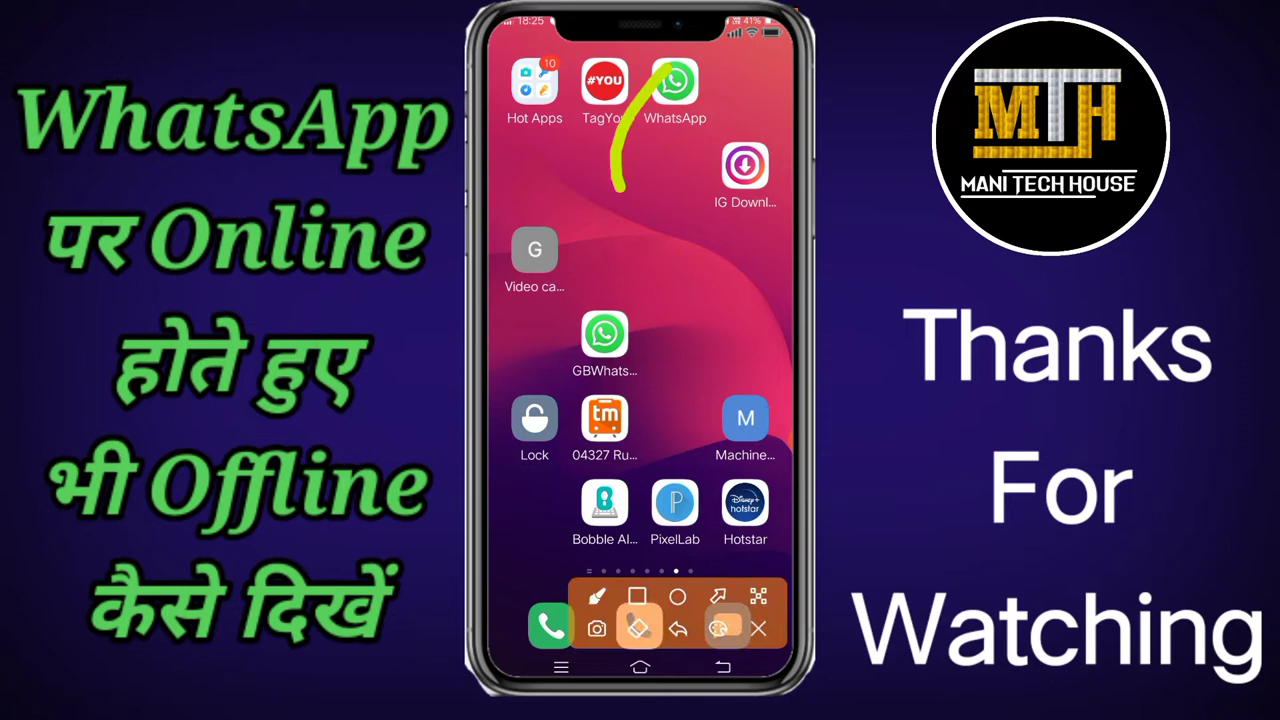 WhatsApp
पर Online
होते हुए
भी Offline
कैसे दिखें
18:25
41%
10
#YOU
Hot Apps
TagYo
WhatsApp
IG Downl...
G
Video ca...
GBWhats...
tm
M
Lock
04327 Ru...
Machine...
B
P
Disney+
hotstar
Bobble AI...
PixelLab
Hotstar
MTH
MANI TECH HOUSE
Thanks
For
Watching